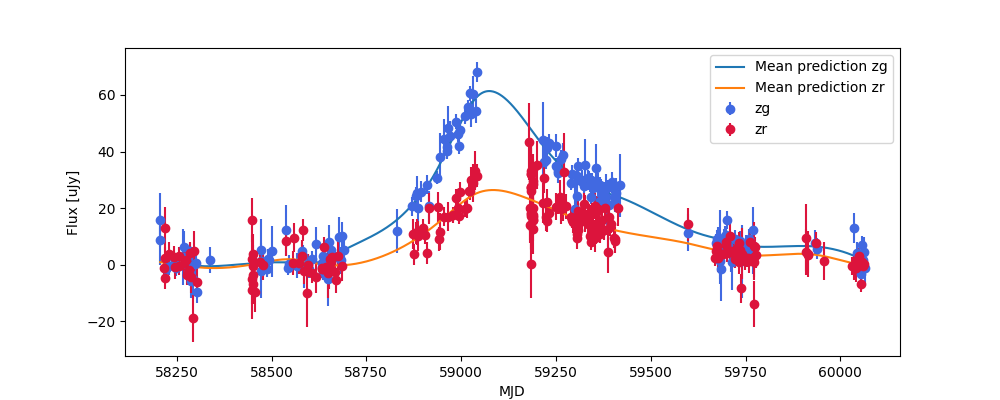 Mean prediction zg
Mean prediction zr
zg
zr
60
40
20
0
−20
Flux [uJy]
58250 58500 58750 59000 59250 59500 59750 60000
MJD